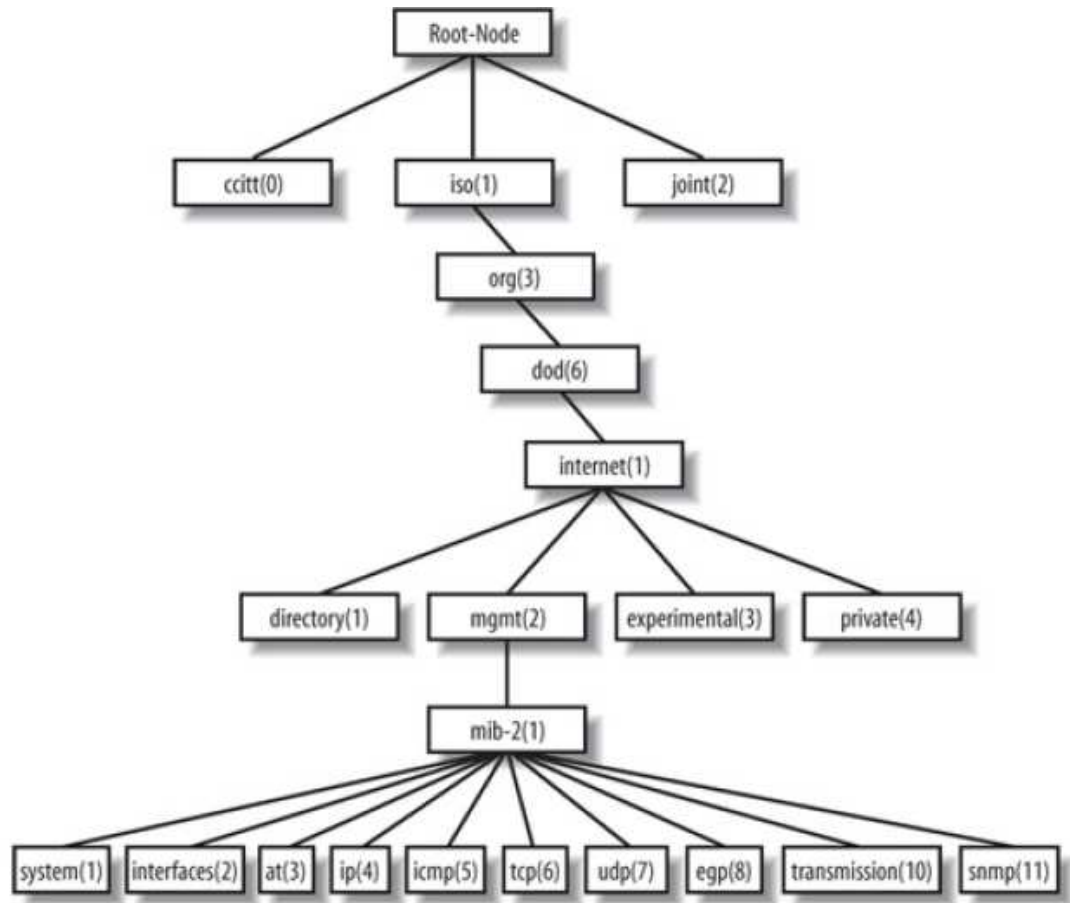 Root-Node
ccitt(0)
iso(1)
joint(2)
org(3)
dod(6)
internet(1)
directory(1)
mgmt(2)
experimental(3)
private(4)
mib-2(1)
system(1)
interfaces(2)
at(3)
ip(4)
icmp(5)
tcp(6)
udp(7)
egp(8)
transmission(10)
snmp(11)